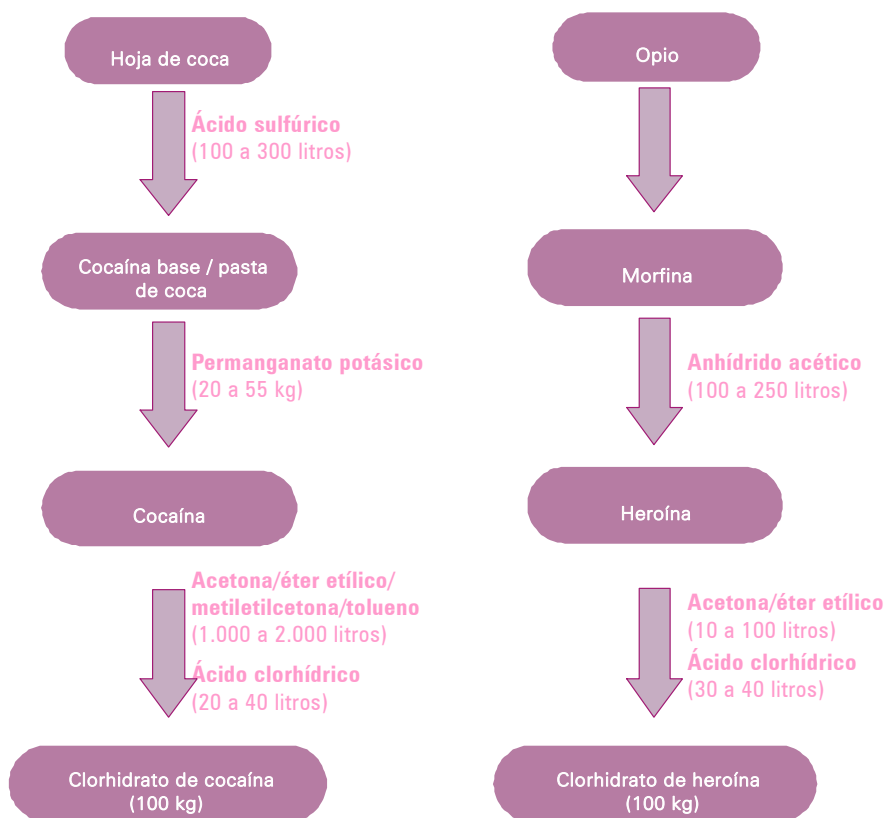 Hoja de coca
Ácido sulfúrico
(100 a 300 litros)
Cocaína base / pasta
de coca
Permanganato potásico
(20 a 55 kg)
Cocaína
Acetona/éter etílico/
metiletilcetona/tolueno
(1.000 a 2.000 litros)
Ácido clorhídrico
(20 a 40 litros)
Clorhidrato de cocaína
(100 kg)
Opio
Morfina
Anhídrido acético
(100 a 250 litros)
Heroína
Acetona/éter etílico
(10 a 100 litros)
Ácido clorhídrico
(30 a 40 litros)
Clorhidrato de heroína
(100 kg)